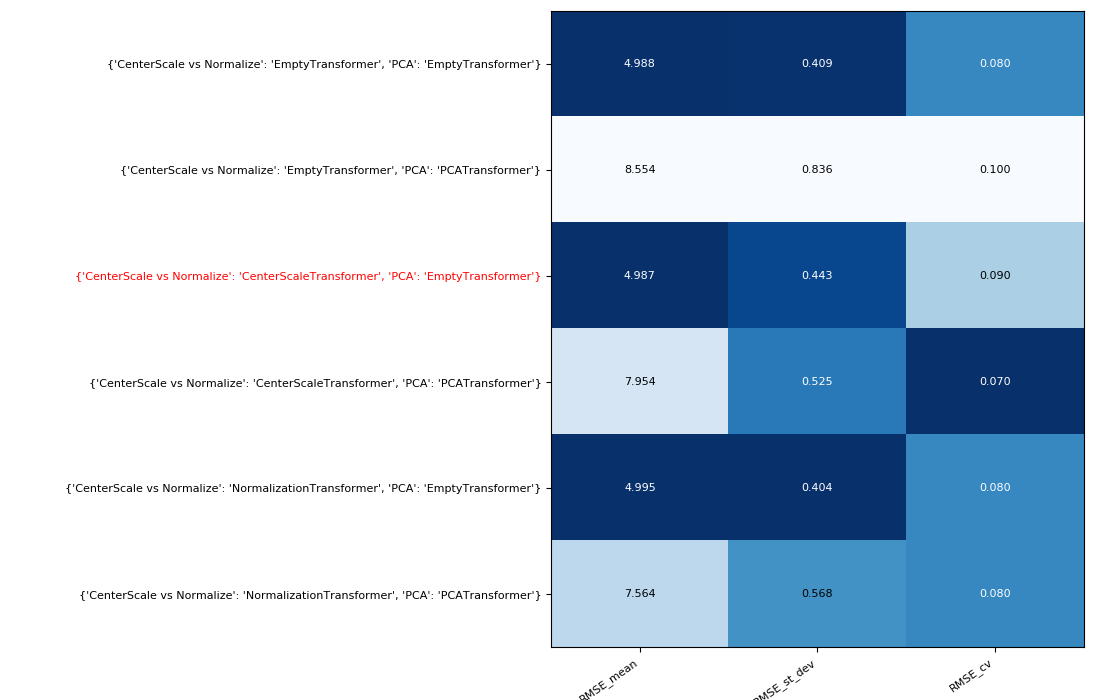 {'CenterScale vs Normalize': 'EmptyTransformer', 'PCA': 'EmptyTransformer'} 4.988 0.409 0.080
{'CenterScale vs Normalize': 'EmptyTransformer', 'PCA': 'PCATransformer'} 8.554 0.836 0.100
{'CenterScale vs Normalize': 'CenterScaleTransformer', 'PCA': 'EmptyTransformer'} 4.987 0.443 0.090
{'CenterScale vs Normalize': 'CenterScaleTransformer', 'PCA': 'PCATransformer'} 7.954 0.525 0.070
{'CenterScale vs Normalize': 'NormalizationTransformer', 'PCA': 'EmptyTransformer'} 4.995 0.404 0.080
{'CenterScale vs Normalize': 'NormalizationTransformer', 'PCA': 'PCATransformer'} 7.564 0.568 0.080
RMSE_mean RMSE_st_dev RMSE_cv